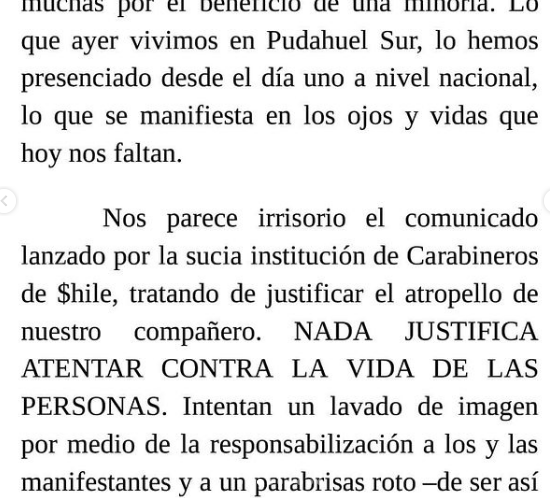 muchas por el beneficio de una minoría. Lo
que ayer vivimos en Pudahuel Sur, lo hemos
presenciado desde el día uno a nivel nacional,
lo que se manifiesta en los ojos y vidas que
hoy nos faltan.
Nos parece irrisorio el comunicado
lanzado por la sucia institución de Carabineros
de $hile, tratando de justificar el atropello de
nuestro compañero. NADA JUSTIFICA
ATENTAR CONTRA LA VIDA DE LAS
PERSONAS. Intentan un lavado de imagen
por medio de la responsabilización a los y las
manifestantes y a un parabrisas roto –de ser así